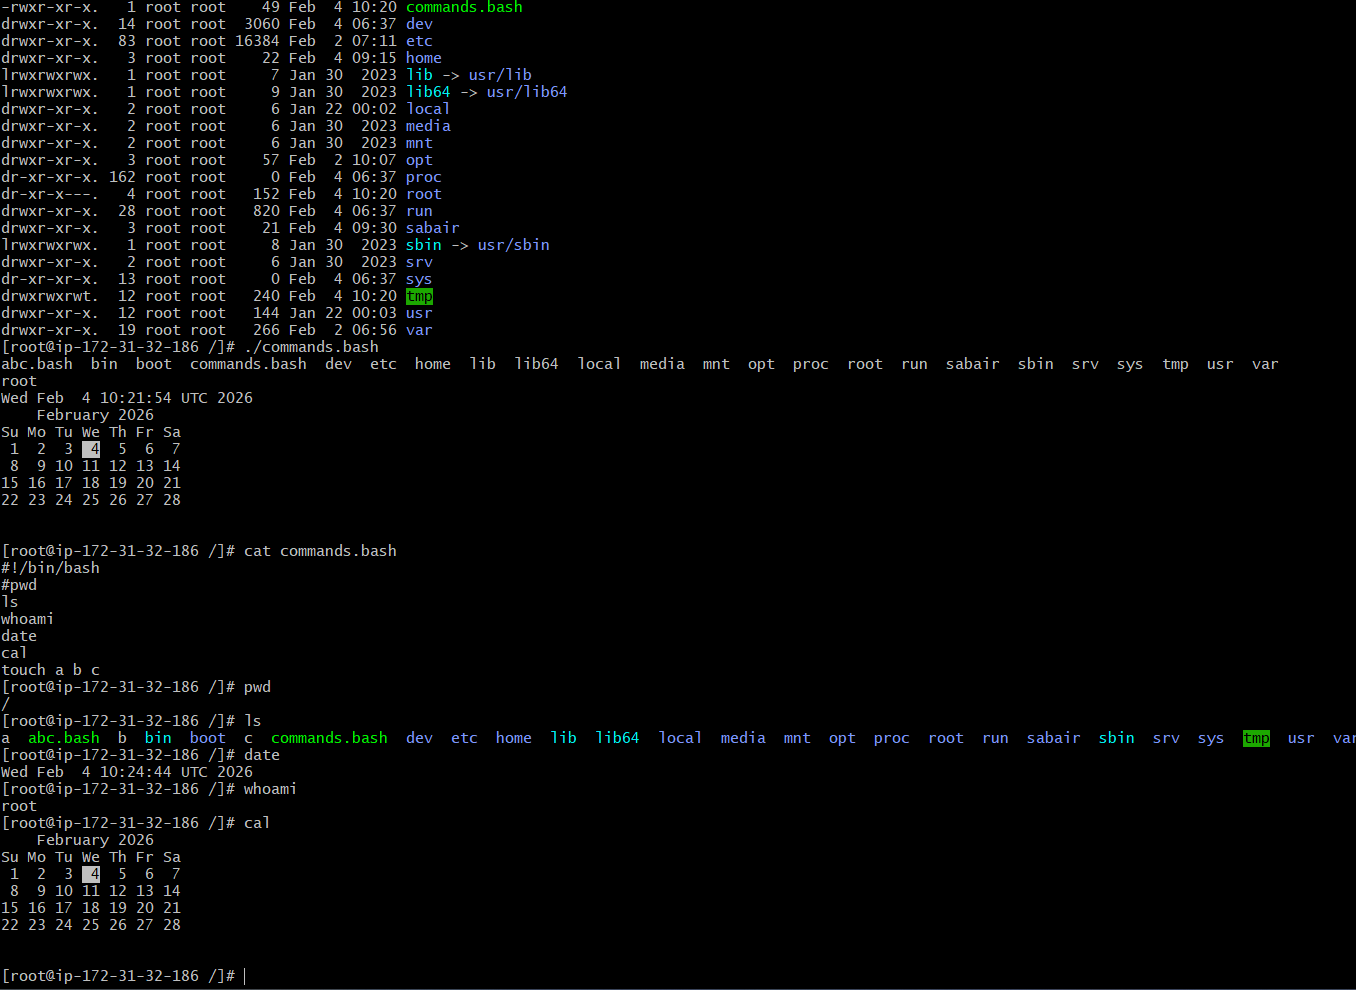 -rwxr-xr-x.   1 root root    49 Feb  4 10:20 commands.bash
drwxr-xr-x.  14 root root  3060 Feb  4 06:37 dev
drwxr-xr-x.  83 root root 16384 Feb  2 07:11 etc
drwxr-xr-x.   3 root root    22 Feb  4 09:15 home
lrwxrwxrwx.   1 root root     7 Jan 30  2023 lib -> usr/lib
lrwxrwxrwx.   1 root root     9 Jan 30  2023 lib64 -> usr/lib64
drwxr-xr-x.   2 root root     6 Jan 22 00:02 local
drwxr-xr-x.   2 root root     6 Jan 30  2023 media
drwxr-xr-x.   2 root root     6 Jan 30  2023 mnt
drwxr-xr-x.   3 root root    57 Feb  2 10:07 opt
dr-xr-xr-x. 162 root root     0 Feb  4 06:37 proc
dr-xr-x---.   4 root root   152 Feb  4 10:20 root
drwxr-xr-x.  28 root root   820 Feb  4 06:37 run
drwxr-xr-x.   3 root root    21 Feb  4 09:30 sabair
lrwxrwxrwx.   1 root root     8 Jan 30  2023 sbin -> usr/sbin
drwxr-xr-x.   2 root root     6 Jan 30  2023 srv
dr-xr-xr-x.  13 root root     0 Feb  4 06:37 sys
drwxrwxrwt.  12 root root   240 Feb  4 10:20 tmp
drwxr-xr-x.  12 root root   144 Jan 22 00:03 usr
drwxr-xr-x.  19 root root   266 Feb  2 06:56 var
[root@ip-172-31-32-186 /]# ./commands.bash
abc.bash  bin  boot  commands.bash  dev  etc  home  lib  lib64  local  media  mnt  opt  proc  root  run  sabair  sbin  srv  sys  tmp  usr  var
root
Wed Feb  4 10:21:54 UTC 2026
    February 2026
Su Mo Tu We Th Fr Sa
 1  2  3  4  5  6  7
 8  9 10 11 12 13 14
15 16 17 18 19 20 21
22 23 24 25 26 27 28
[root@ip-172-31-32-186 /]# cat commands.bash
#!/bin/bash
#pwd
ls
whoami
date
cal
touch a b c
[root@ip-172-31-32-186 /]# pwd
/
[root@ip-172-31-32-186 /]# ls
a  abc.bash  b  bin  boot  c  commands.bash  dev  etc  home  lib  lib64  local  media  mnt  opt  proc  root  run  sabair  sbin  srv  sys  tmp  usr  var
[root@ip-172-31-32-186 /]# date
Wed Feb  4 10:24:44 UTC 2026
[root@ip-172-31-32-186 /]# whoami
root
[root@ip-172-31-32-186 /]# cal
    February 2026
Su Mo Tu We Th Fr Sa
 1  2  3  4  5  6  7
 8  9 10 11 12 13 14
15 16 17 18 19 20 21
22 23 24 25 26 27 28
[root@ip-172-31-32-186 /]#